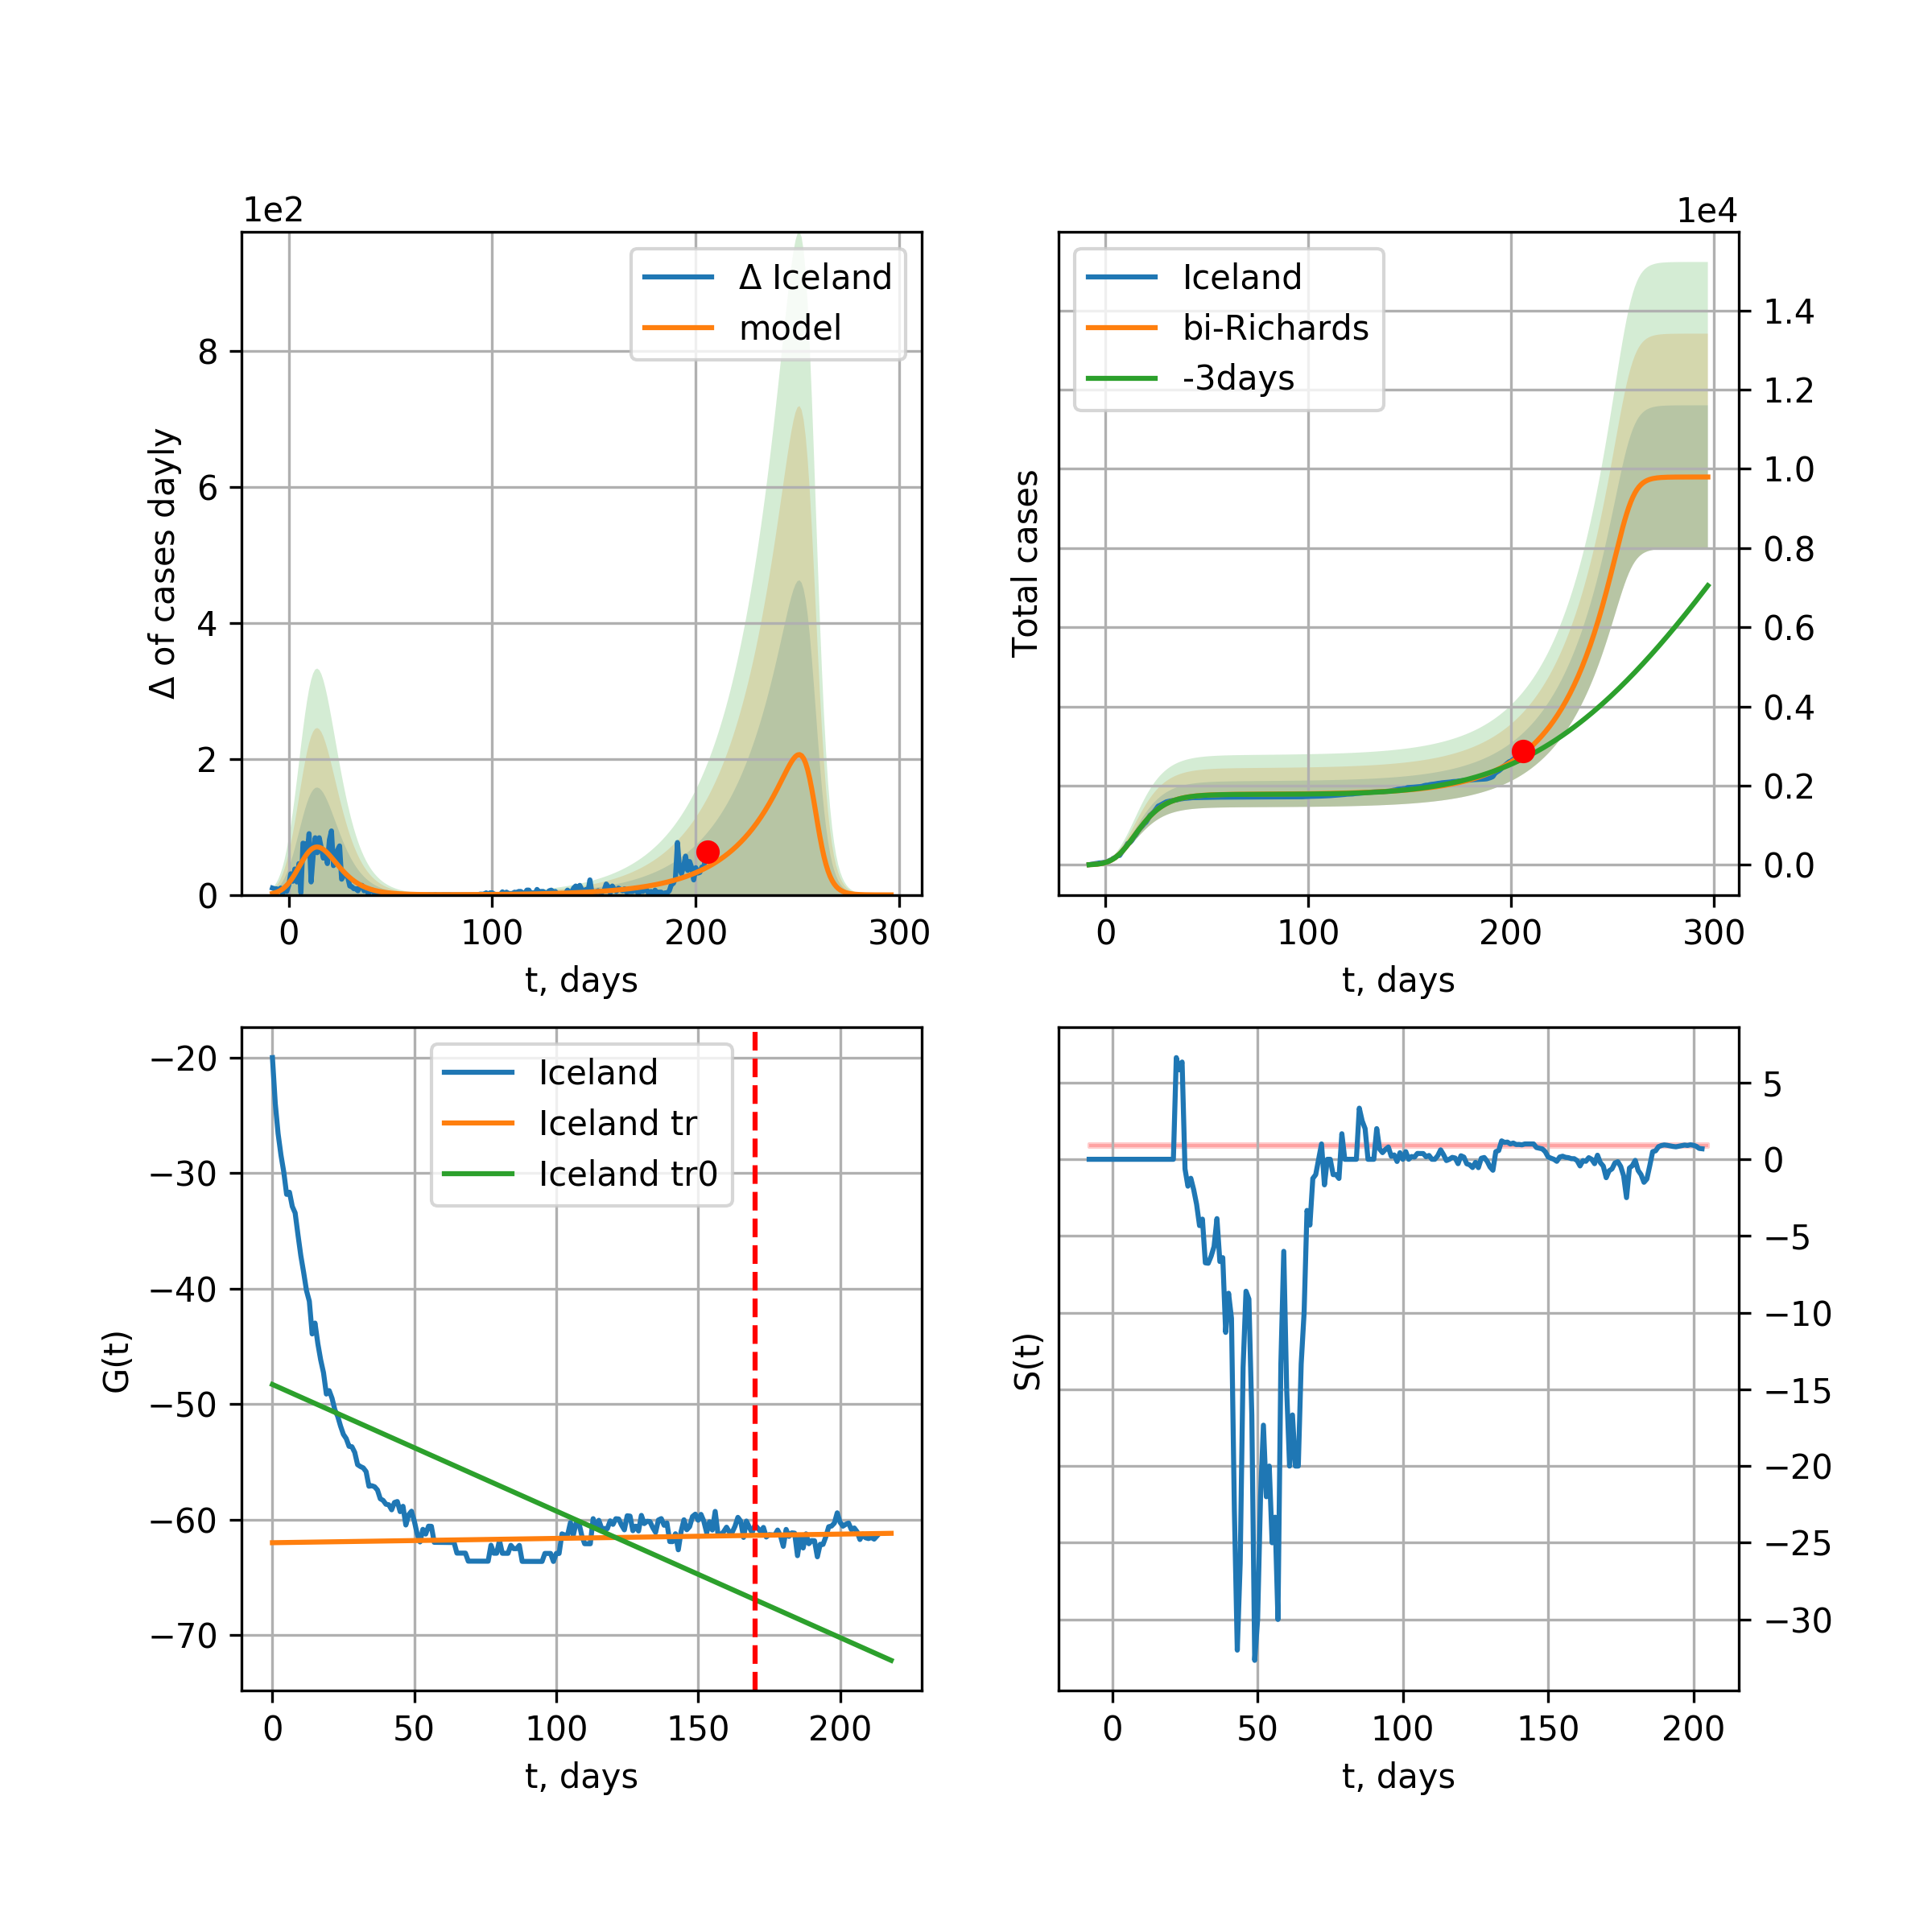 1e2
Δ of cases dayly
8
6
4
2
0
0 100 200 300
t, days
Δ Iceland
model
1e4
Total cases
1.4
1.2
1.0
0.8
0.6
0.4
0.2
0.0
0 100 200 300
t, days
Iceland
bi-Richards
-3days
G(t)
−20
−30
−40
−50
−60
−70
0 50 100 150 200
t, days
Iceland
Iceland tr
Iceland tr0
S(t)
5
0
−5
−10
−15
−20
−25
−30
0 50 100 150 200
t, days